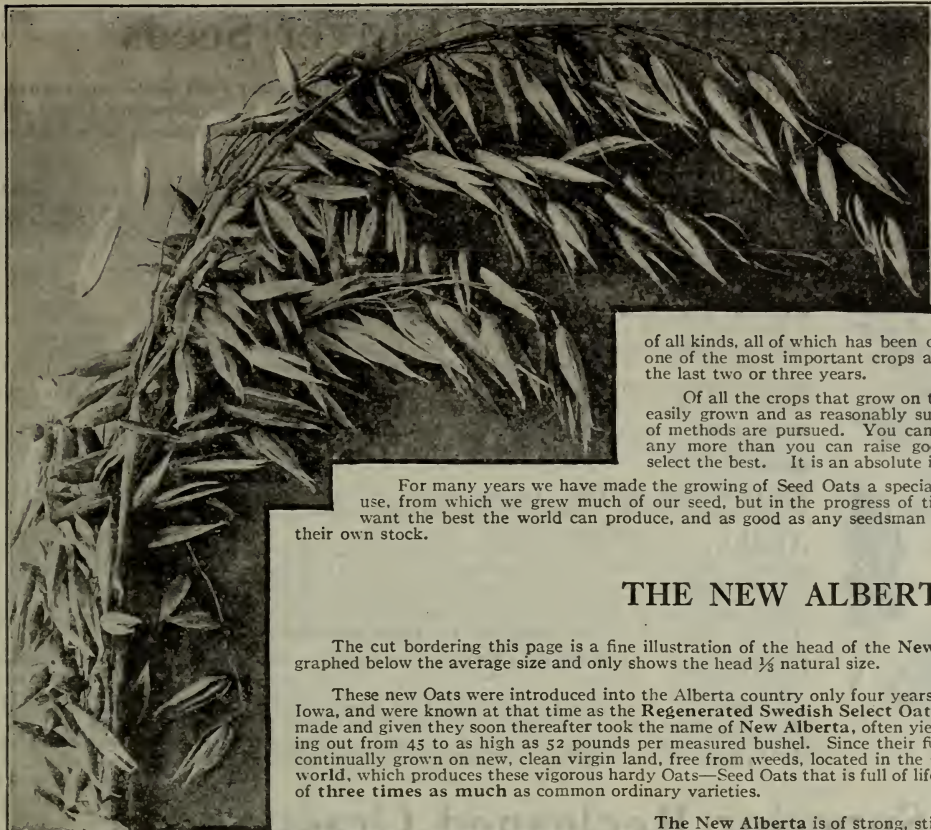 of all kinds, all of which has been
one of the most important crops
the last two or three years.
Of all the crops that grow on
easily grown and as reasonably
of methods are pursued. You can
any more than you can raise
select the best. It is an absolute
For many years we have made the growing of Seed Oats a
use, from which we grew much of our seed, but in the progress of
want the best the world can produce, and as good as any seedsman
their own stock.
THE NEW ALBERT
The cut bordering this page is a fine illustration of the head of the New
graphed below the average size and only shows the head ⅓ natural size.
These new Oats were introduced into the Alberta country only four years
Iowa, and were known at that time as the Regenerated Swedish Select Oat
made and given they soon thereafter took the name of New Alberta, often
ing out from 45 to as high as 52 pounds per measured bushel. Since their
continually grown on new, clean virgin land, free from weeds, located in the
world, which produces these vigorous hardy Oats—Seed Oats that is full of
of three times as much as common ordinary varieties.
The New Alberta is of strong,